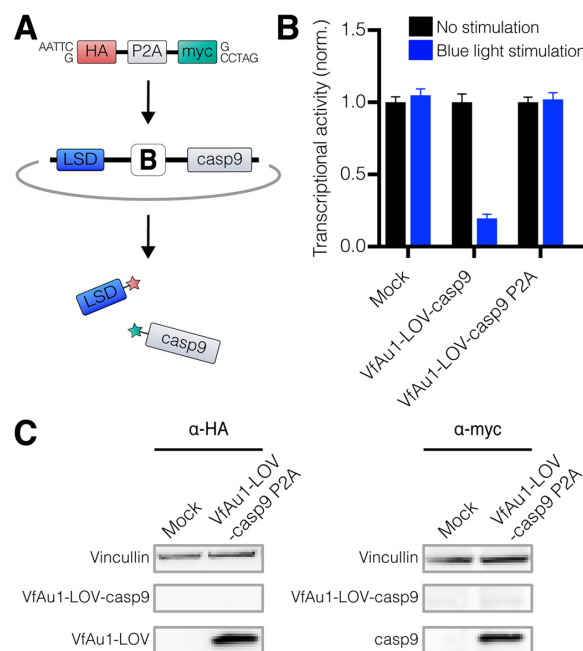 A
AATTC
G
HA
P2A
myc
G
CCTAG
LSD
B
casp9
LSD
casp9
B
No stimulation
Blue light stimulation
Transcriptional activity (norm.)
1.5
1.0
0.5
0.0
Mock
VfAu1-LOV-casp9
VfAu1-LOV-casp9 P2A
C
α-HA
Mock
VfAu1-LOV
-casp9 P2A
Vincullin
VfAu1-LOV-casp9
VfAu1-LOV
α-myc
Mock
VfAu1-LOV
-casp9 P2A
Vincullin
VfAu1-LOV-casp9
casp9